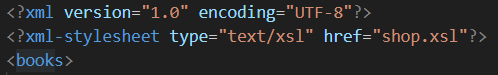 <?xml version="1.0" encoding="UTF-8"?>
<?xml-stylesheet type="text/xsl" href="shop.xsl"?>
<books>